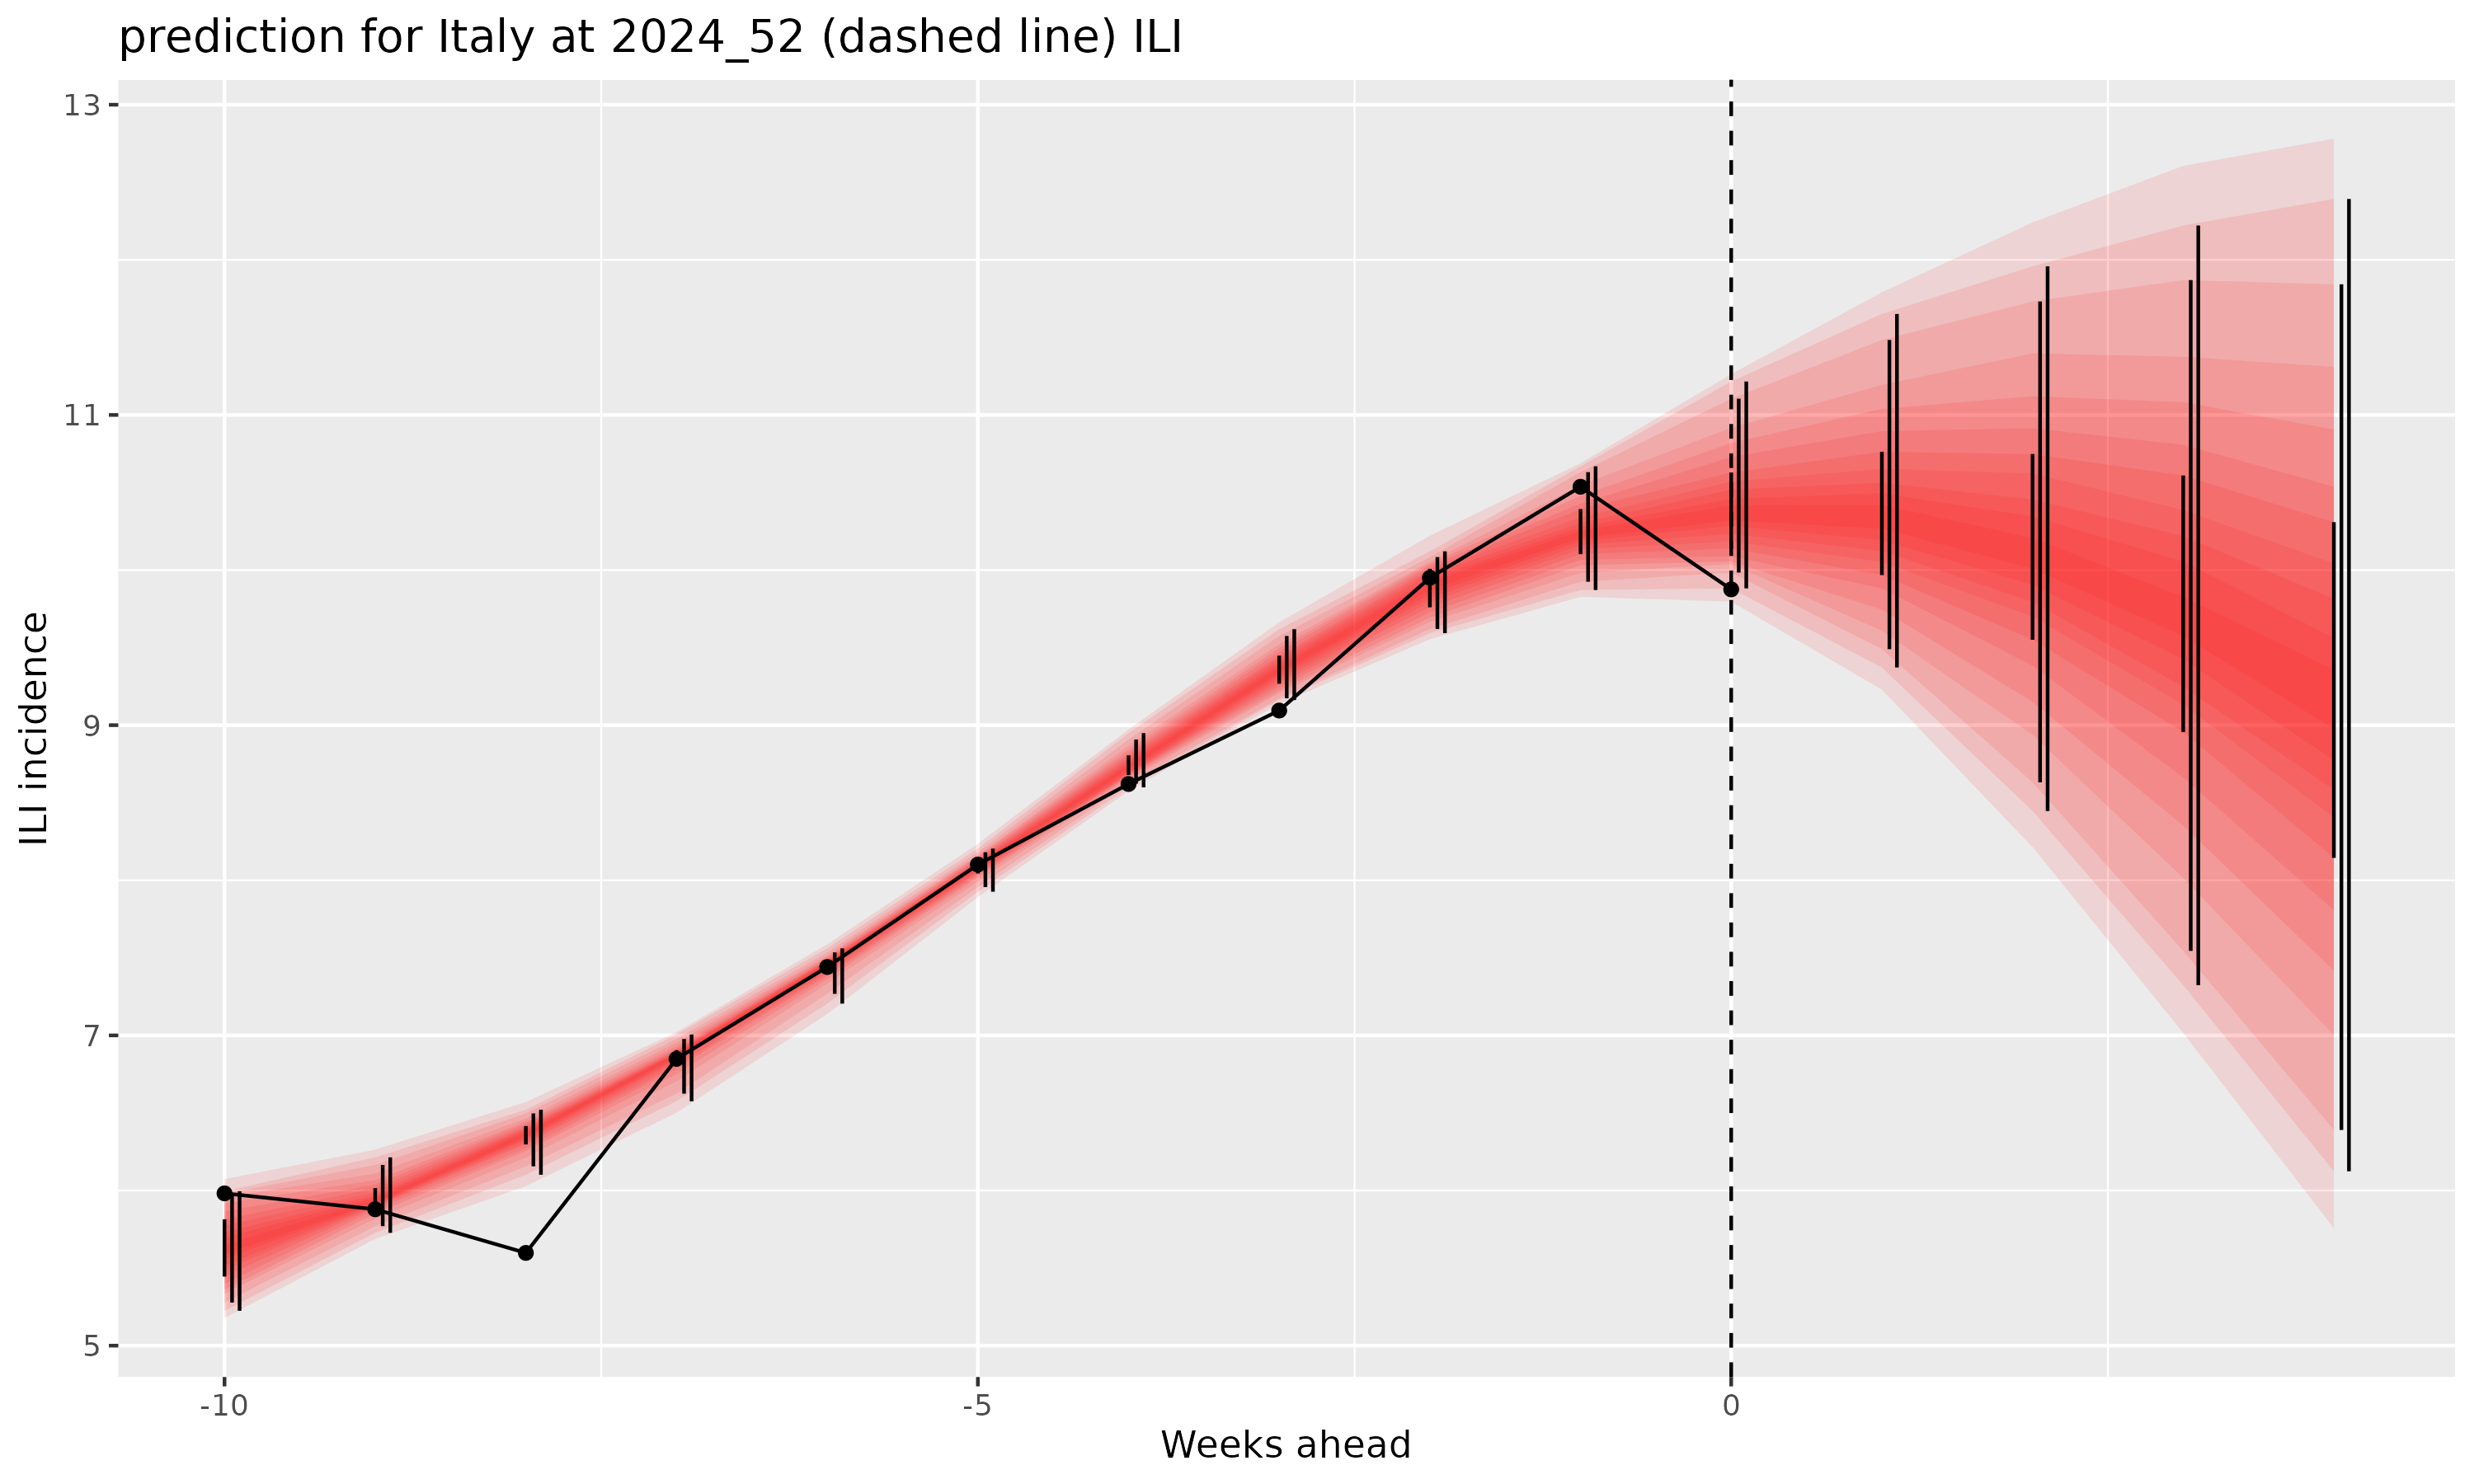 prediction for Italy at 2024_52 (dashed line) ILI
13
11
9
7
5
ILI incidence
-10
-5
0
Weeks ahead